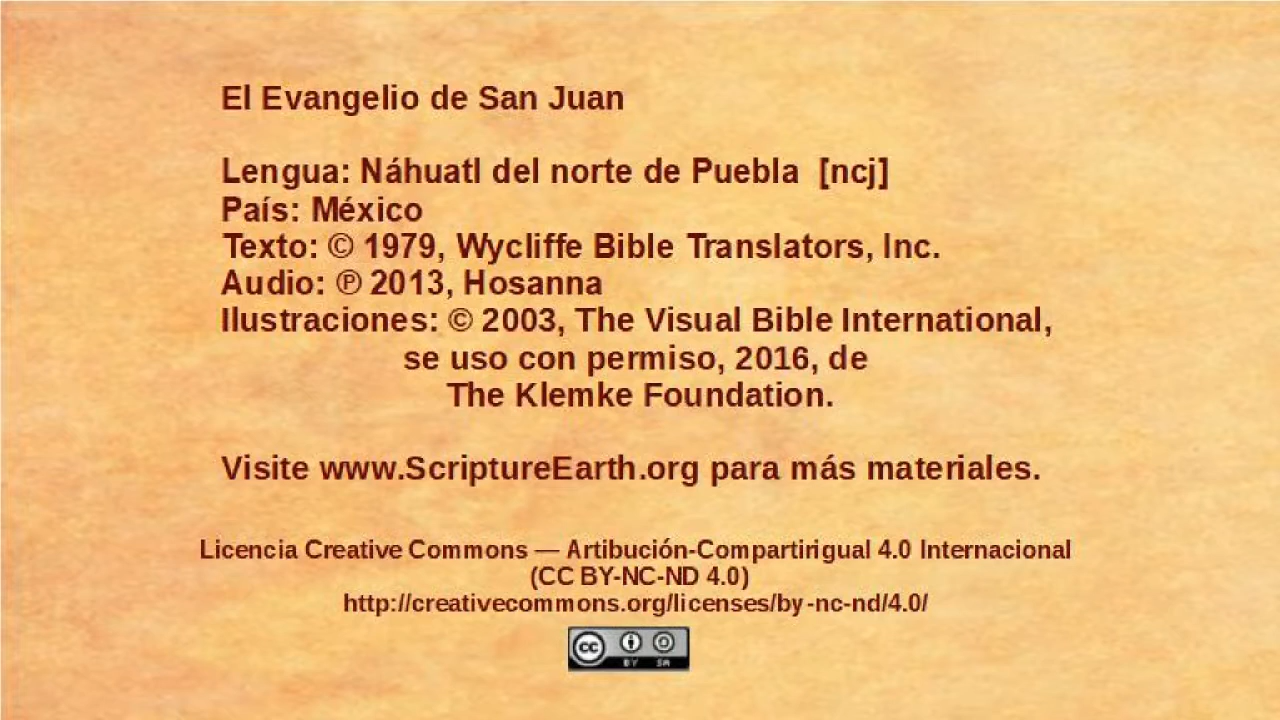 El Evangelio de San Juan
Lengua: Náhuatl del norte de Puebla [ncj]
País: México
Texto: © 1979, Wycliffe Bible Translators, Inc.
Audio: ℗ 2013, Hosanna
Ilustraciones: © 2003, The Visual Bible International,
se uso con permiso, 2016, de
The Klemke Foundation.
Visite www.ScriptureEarth.org para más materiales.
Licencia Creative Commons — Artibución-Compartirigual 4.0 Internacional
(CC BY-NC-ND 4.0)
http://creativecommons.org/licenses/by-nc-nd/4.0/
cc BY SA